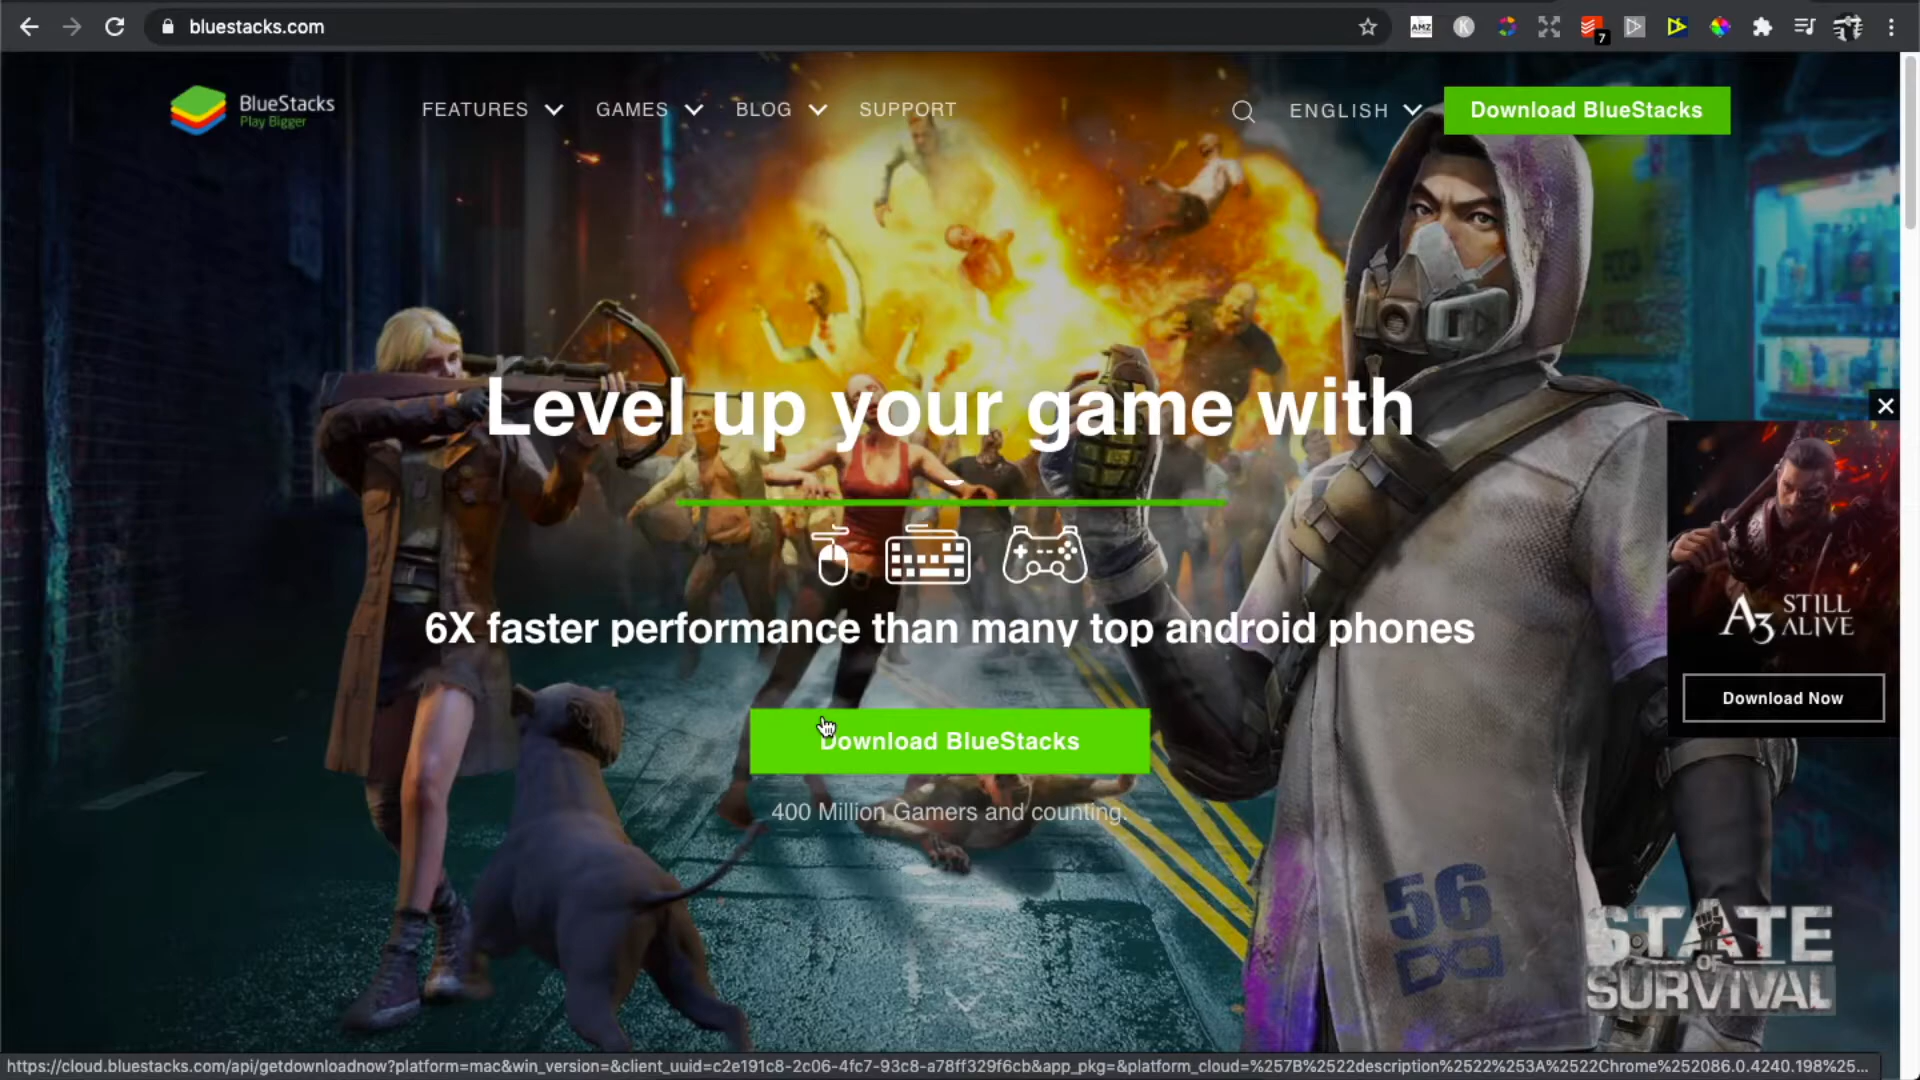 bluestacks.com
AMZ
K
7
BlueStacks
Play Bigger
FEATURES
GAMES
BLOG
SUPPORT
ENGLISH
Download BlueStacks
Level up your game with
6X faster performance than many top android phones
Download BlueStacks
400 Million Gamers and counting.
A3 STILL ALIVE
Download Now
56
STATE
OF
SURVIVAL
https://cloud.bluestacks.com/api/getdownloadnow?platform=mac&win_version=&client_uuid=c2e191c8-2c06-4fc7-93c8-a78ff329f6cb&app_pkg=&platform_cloud=%257B%2522description%2522%253A%2522Chrome%252086.0.4240.198%25...